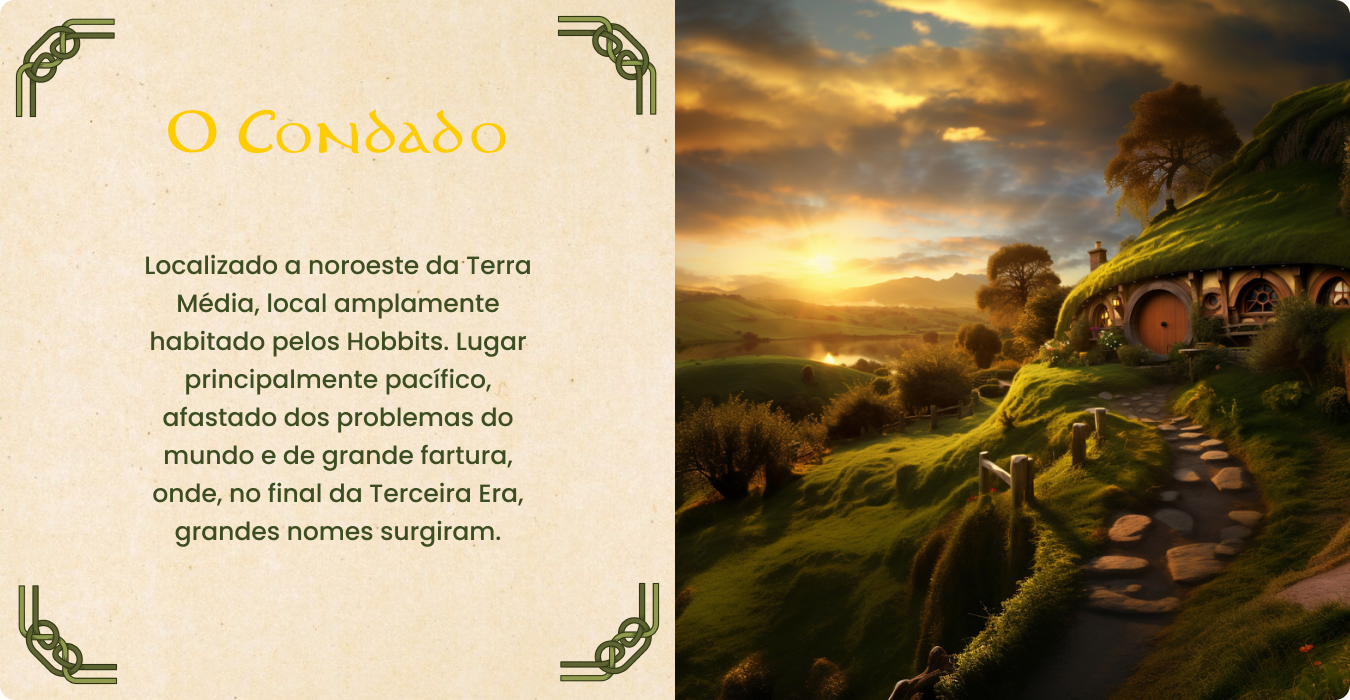 O Condado
Localizado a noroeste da Terra
Média, local amplamente
habitado pelos Hobbits. Lugar
principalmente pacífico,
afastado dos problemas do
mundo e de grande fartura,
onde, no final da Terceira Era,
grandes nomes surgiram.